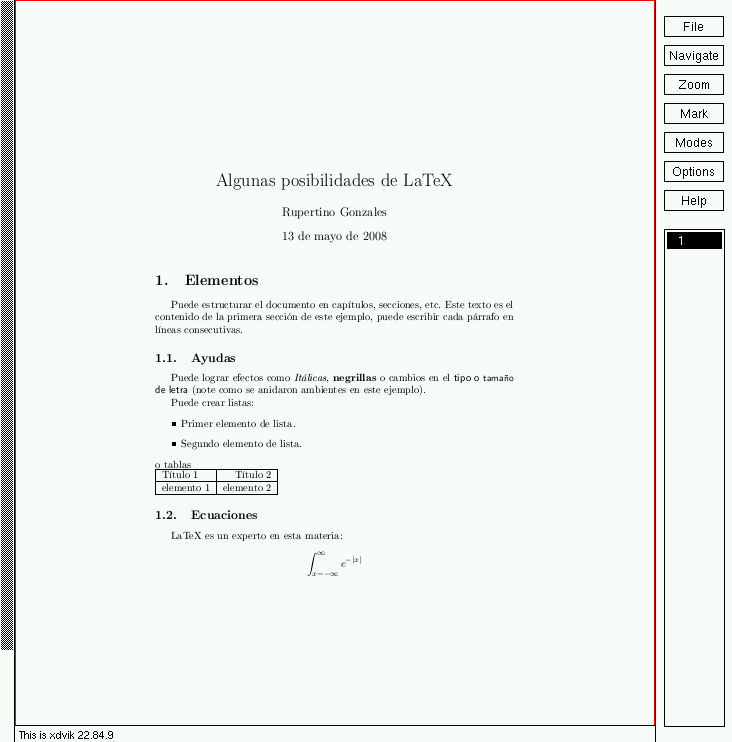 Algunas posibilidades de LaTeX
Rupertino Gonzales
13 de mayo de 2008
1. Elementos
Puede estructurar el documento en capítulos, secciones, etc. Este texto es el
contenido de la primera sección de este ejemplo, puede escribir cada párrafo en
líneas consecutivas.
1.1. Ayudas
Puede lograr efectos como Itálicas, negrillas o cambios en el tipo o tamaño
de letra (note como se anidaron ambientes en este ejemplo).
Puede crear listas:
▪ Primer elemento de lista.
▪ Segundo elemento de lista.
o tablas
Título 1 Título 2
elemento 1 elemento 2
1.2. Ecuaciones
LaTeX es un experto en esta materia:
∫_{x=−∞}^{∞} e^{−|x|}
File
Navigate
Zoom
Mark
Modes
Options
Help
1
This is xdvik 22.84.9